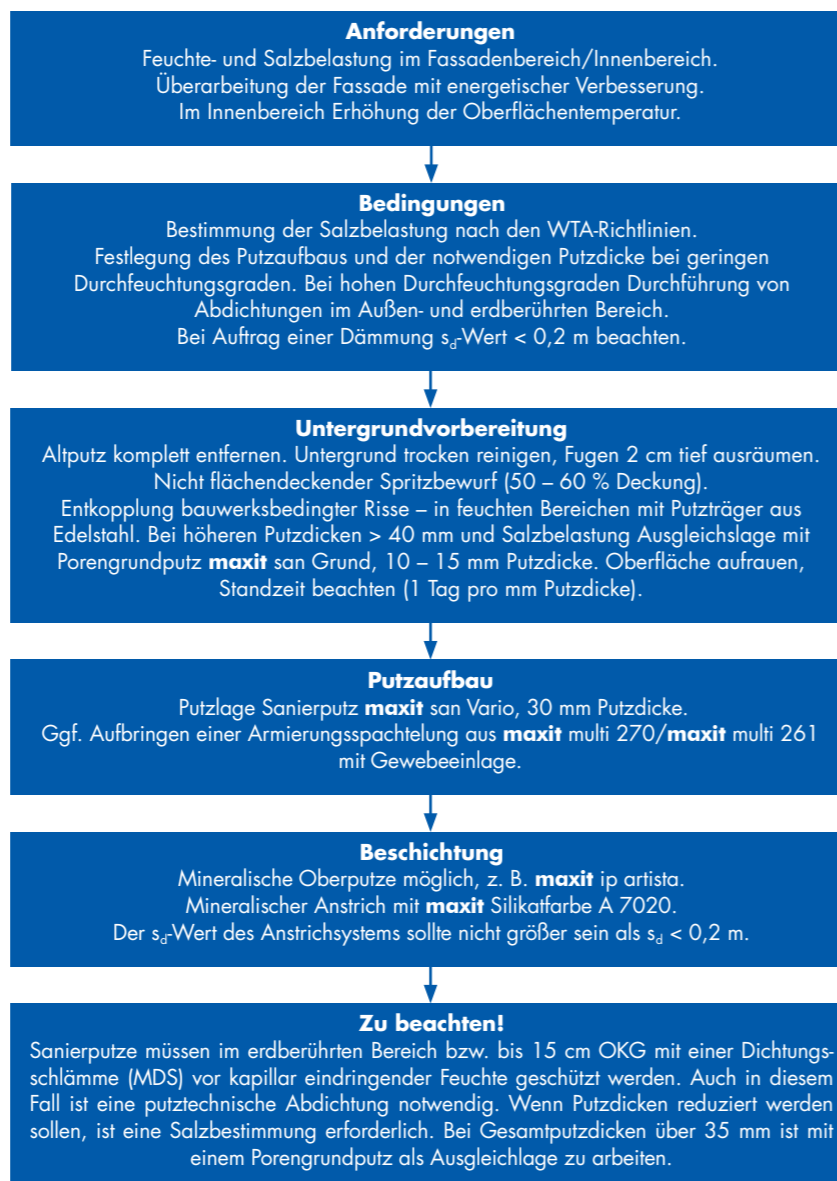 Anforderungen
Feuchte- und Salzbelastung im Fassadenbereich/Innenbereich.
Überarbeitung der Fassade mit energetischer Verbesserung.
Im Innenbereich Erhöhung der Oberflächentemperatur.
Bedingungen
Bestimmung der Salzbelastung nach den WTA-Richtlinien.
Festlegung des Putzaufbaus und der notwendigen Putzdicke bei geringen
Durchfeuchtungsgraden. Bei hohen Durchfeuchtungsgraden Durchführung von
Abdichtungen im Außen- und erdberührten Bereich.
Bei Auftrag einer Dämmung sd-Wert < 0,2 m beachten.
Untergrundvorbereitung
Altputz komplett entfernen. Untergrund trocken reinigen, Fugen 2 cm tief ausräumen.
Nicht flächendeckender Spritzbewurf (50 – 60 % Deckung).
Entkopplung bauwerksbedingter Risse – in feuchten Bereichen mit Putzträger aus
Edelstahl. Bei höheren Putzdicken > 40 mm und Salzbelastung Ausgleichslage mit
Porengrundputz maxit san Grund, 10 – 15 mm Putzdicke. Oberfläche aufrauen,
Standzeit beachten (1 Tag pro mm Putzdicke).
Putzaufbau
Putzlage Sanierputz maxit san Vario, 30 mm Putzdicke.
Ggf. Aufbringen einer Armierungsspachtelung aus maxit multi 270/maxit multi 261
mit Gewebeeinlage.
Beschichtung
Mineralische Oberputze möglich, z. B. maxit ip artista.
Mineralischer Anstrich mit maxit Silikatfarbe A 7020.
Der sd-Wert des Anstrichsystems sollte nicht größer sein als sd < 0,2 m.
Zu beachten!
Sanierputze müssen im erdberührten Bereich bzw. bis 15 cm OKG mit einer Dichtungs-
schlämme (MDS) vor kapillar eindringender Feuchte geschützt werden. Auch in diesem
Fall ist eine putztechnische Abdichtung notwendig. Wenn Putzdicken reduziert werden
sollen, ist eine Salzbestimmung erforderlich. Bei Gesamtputzdicken über 35 mm ist mit
einem Porengrundputz als Ausgleichlage zu arbeiten.